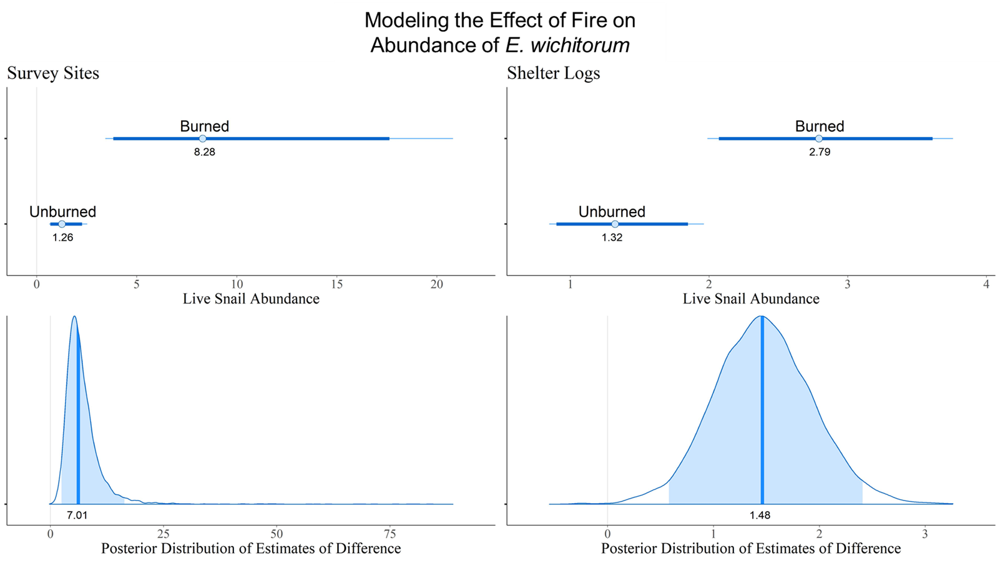 Modeling the Effect of Fire on
Abundance of E. wichitorum
Survey Sites
Burned
8.28
Unburned
1.26
0 5 10 15 20
Live Snail Abundance
Shelter Logs
Burned
2.79
Unburned
1.32
1 2 3 4
Live Snail Abundance
7.01
0 25 50 75
Posterior Distribution of Estimates of Difference
1.48
0 1 2 3
Posterior Distribution of Estimates of Difference